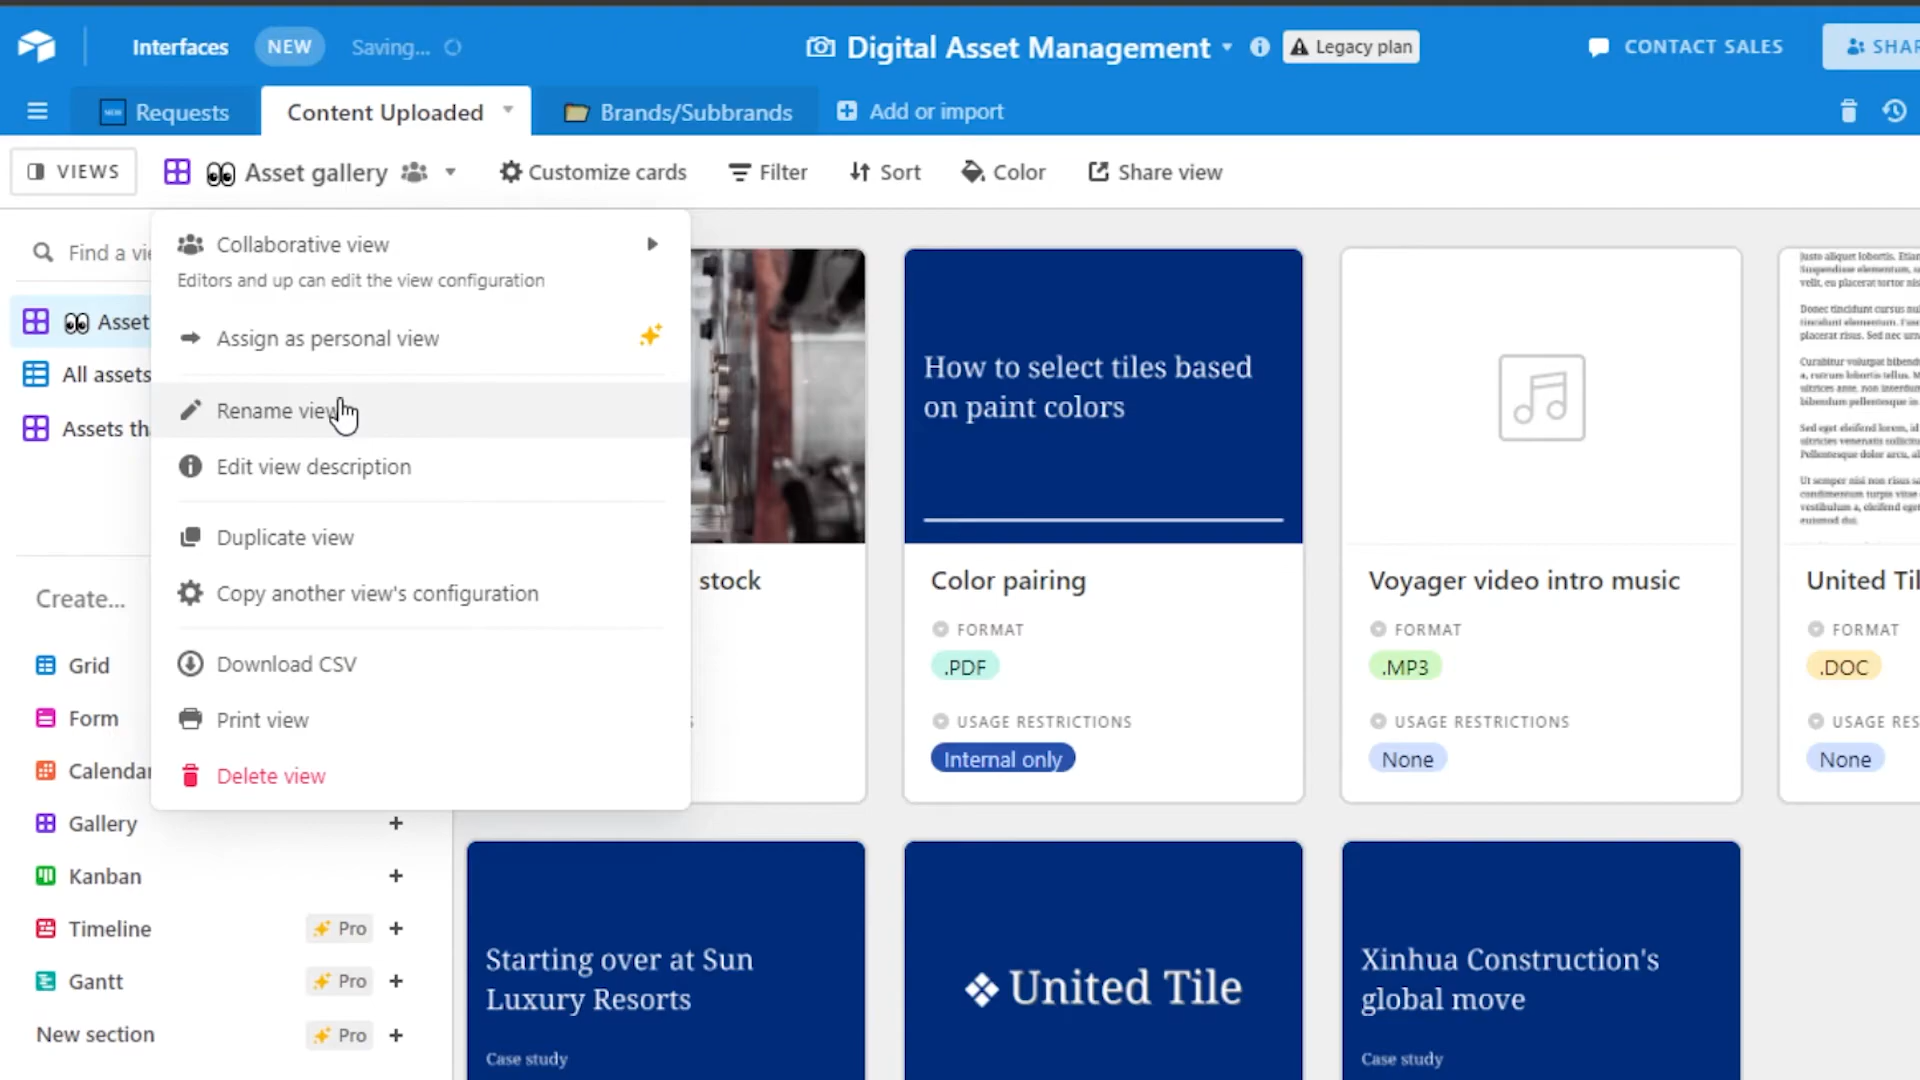 Interfaces
NEW
Saving...
Digital Asset Management
Legacy plan
CONTACT SALES
Requests
Content Uploaded
Brands/Subbrands
Add or import
VIEWS
Asset gallery
Customize cards
Filter
Sort
Color
Share view
Find a
Asset
All assets
Assets
Collaborative view
Editors and up can edit the view configuration
Assign as personal view
Rename view
Edit view description
Duplicate view
Copy another view's configuration
Download CSV
Print view
Delete view
Create...
Grid
Form
Calendar
Gallery
Kanban
Timeline
Pro
Gantt
Pro
New section
Pro
stock
How to select tiles based
on paint colors
Color pairing
FORMAT
.PDF
USAGE RESTRICTIONS
Internal only
Voyager video intro music
FORMAT
.MP3
USAGE RESTRICTIONS
None
United
FORMAT
.DOC
USAGE
None
Starting over at Sun
Luxury Resorts
Case study
United Tile
Xinhua Construction's
global move
Case study